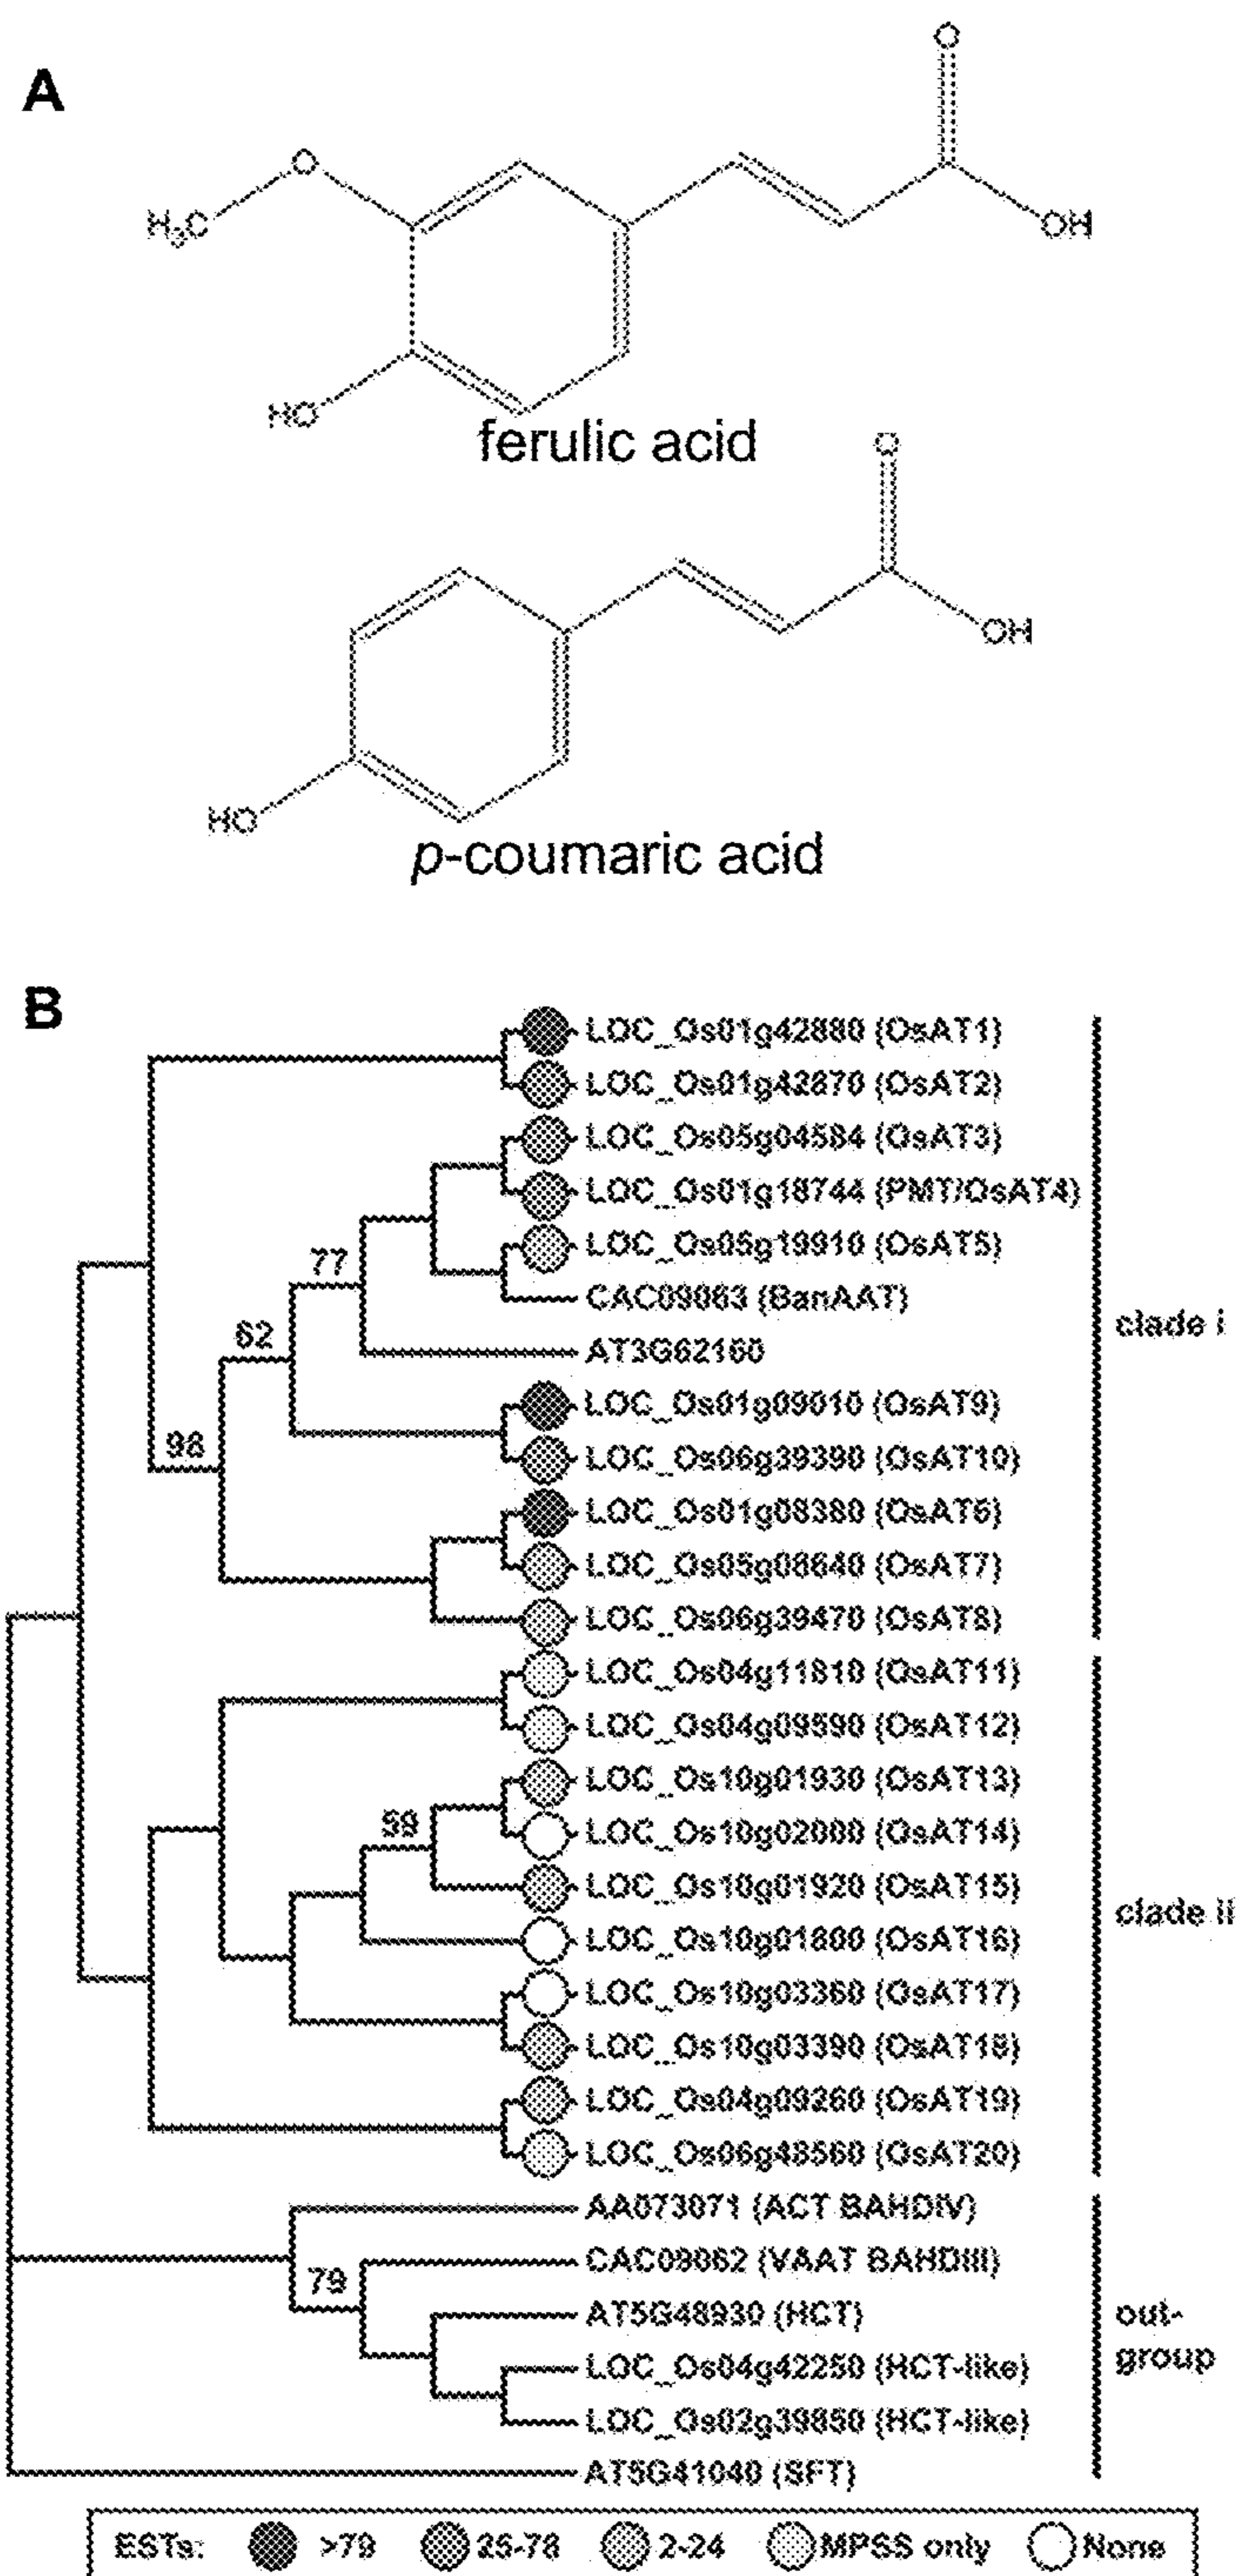 A
O
O
H3C
OH
HO
ferulic acid
O
OH
HO
p-coumaric acid
B
LOC_Os01g42880 (OsAT1)
LOC_Os01g42870 (OsAT2)
LOC_Os05g04584 (OsAT3)
LOC_Os01g18744 (PMT/OsAT4)
77
LOC_Os05g19910 (OsAT5)
CAC09063 (BanAAT)
clade i
62
AT3G62160
LOC_Os01g09010 (OsAT9)
98
LOC_Os06g39390 (OsAT10)
LOC_Os01g08380 (OsAT6)
LOC_Os05g08640 (OsAT7)
LOC_Os06g39470 (OsAT8)
LOC_Os04g11810 (OsAT11)
LOC_Os04g09590 (OsAT12)
LOC_Os10g01930 (OsAT13)
99
LOC_Os10g02000 (OsAT14)
LOC_Os10g01920 (OsAT15)
clade ii
LOC_Os10g01800 (OsAT16)
LOC_Os10g03360 (OsAT17)
LOC_Os10g03390 (OsAT18)
LOC_Os04g09260 (OsAT19)
LOC_Os06g48560 (OsAT20)
AA073071 (ACT BAHDIV)
CAC09062 (VAAT BAHDIII)
79
AT5G48930 (HCT)
out-
group
LOC_Os04g42250 (HCT-like)
LOC_Os02g39850 (HCT-like)
AT5G41040 (SFT)
ESTs: >79 25-78 2-24 MPSS only None